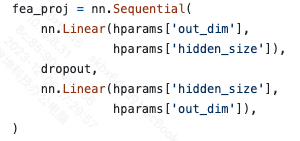 fea_proj = nn.Sequential(
    nn.Linear(hparams['out_dim'],
              hparams['hidden_size']),
    dropout,
    nn.Linear(hparams['hidden_size'],
              hparams['out_dim']),
)